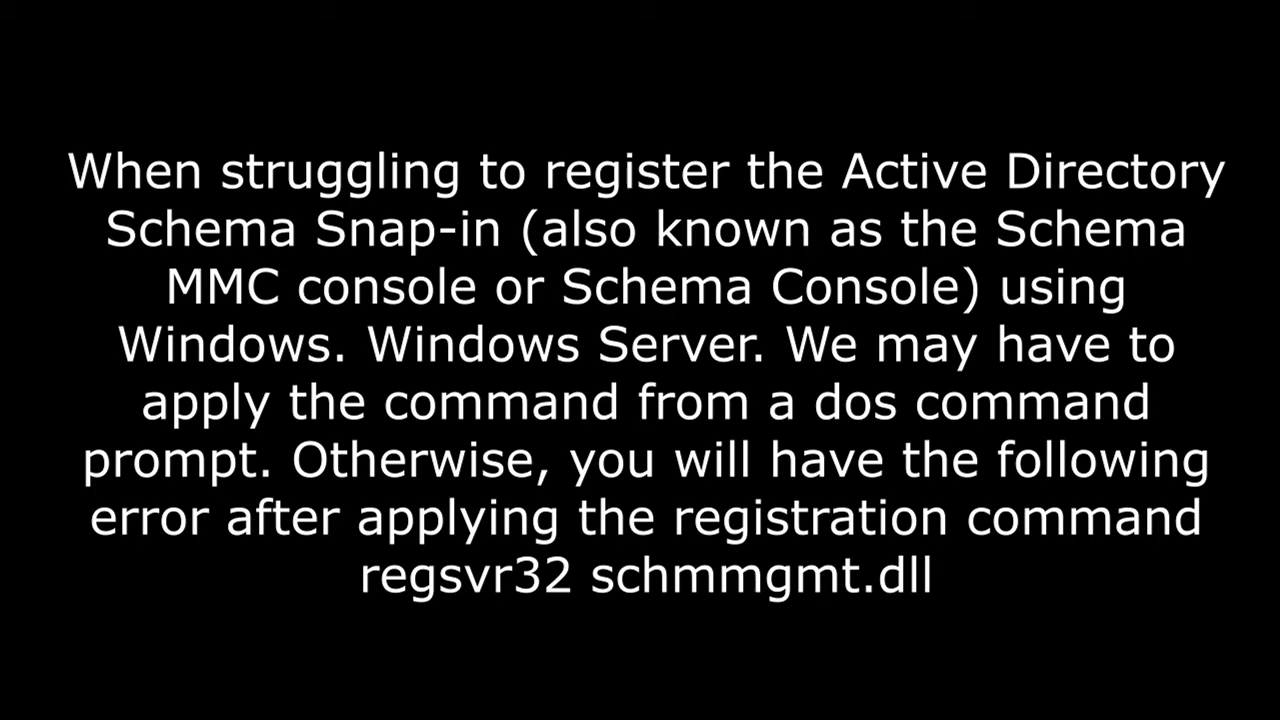 When struggling to register the Active Directory
Schema Snap-in (also known as the Schema
MMC console or Schema Console) using
Windows. Windows Server. We may have to
apply the command from a dos command
prompt. Otherwise, you will have the following
error after applying the registration command
regsvr32 schmmgmt.dll